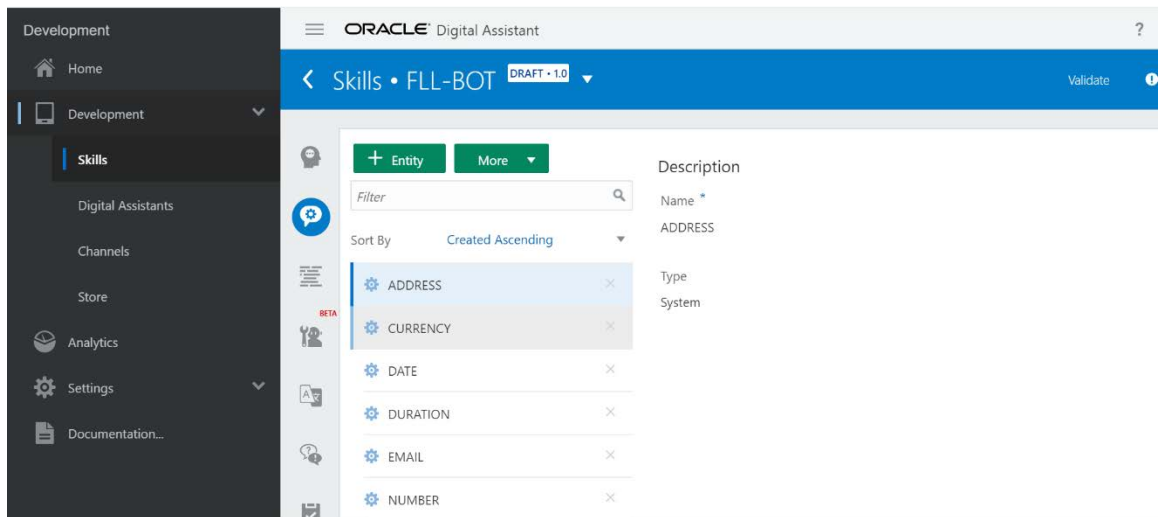 Development
Home
Development
Skills
Digital Assistants
Channels
Store
Analytics
Settings
Documentation...
ORACLE Digital Assistant
?
Skills • FLL-BOT DRAFT • 1.0
Validate
+ Entity
More
Filter
Sort By Created Ascending
BETA
ADDRESS
CURRENCY
DATE
DURATION
EMAIL
NUMBER
Description
Name *
ADDRESS
Type
System